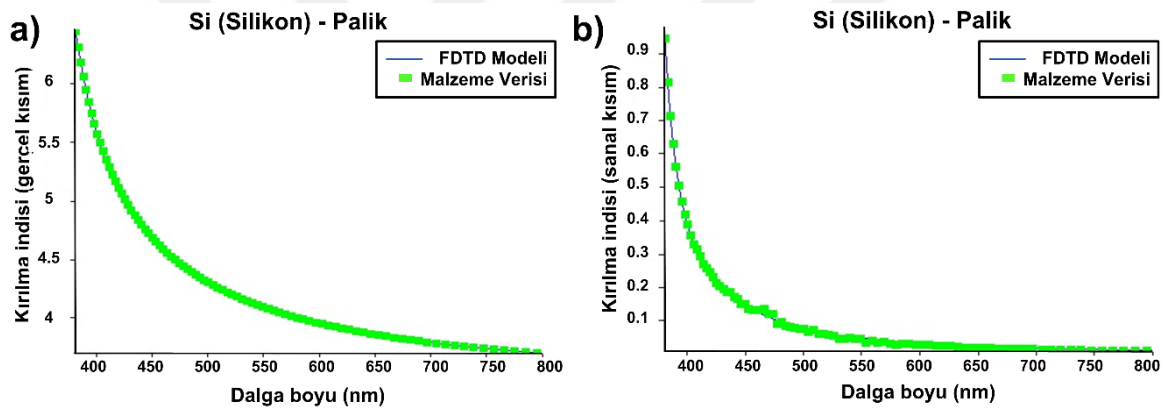 a)
Si (Silikon) - Palik
FDTD Modeli
Malzeme Verisi
Kırılma indisi (gercel kısım)
6
5.5
5
4.5
4
400 450 500 550 600 650 700 750 800
Dalga boyu (nm)
b)
Si (Silikon) - Palik
FDTD Modeli
Malzeme Verisi
Kırılma indisi (sanal kısım)
0.9
0.8
0.7
0.6
0.5
0.4
0.3
0.2
0.1
400 450 500 550 600 650 700 750 800
Dalga boyu (nm)